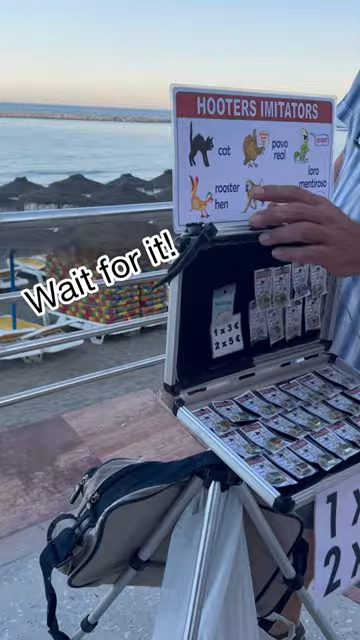 HOOTERS IMITATORS
cat
pavo
real
loro
mentiroso
rooster
hen
Wait for it!
1 x 3 €
2 x 5 €
1
2